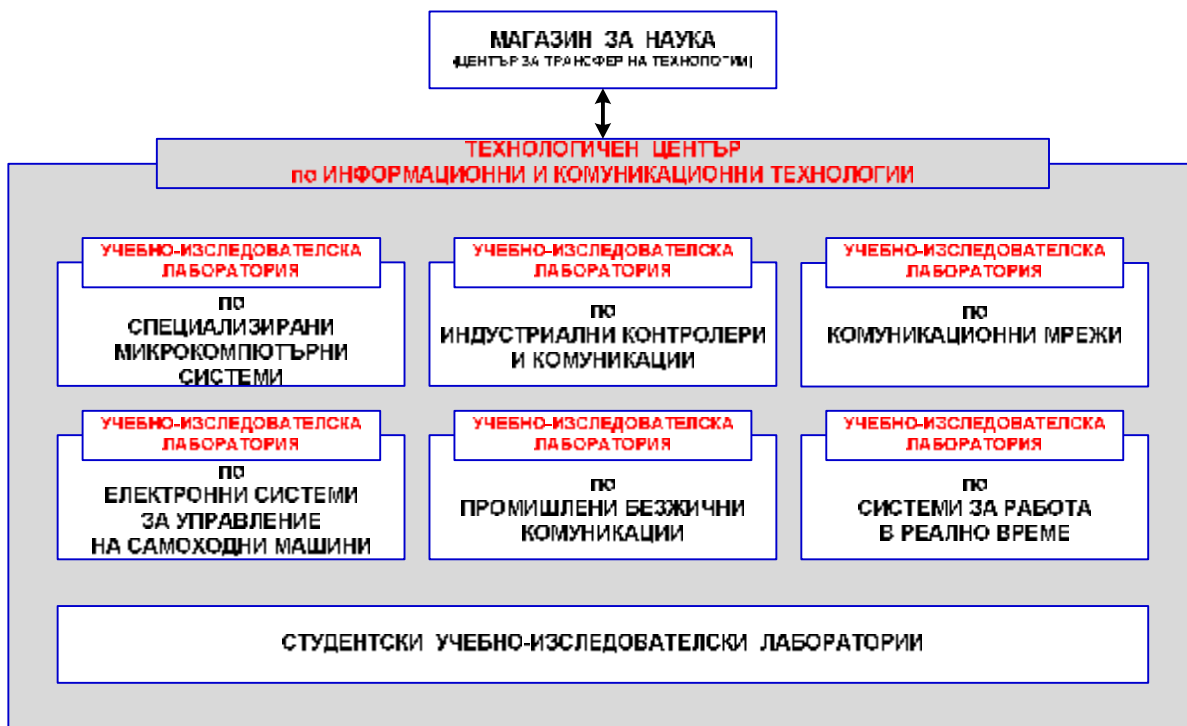 МАГАЗИН ЗА НАУКА
(ЦЕНТЪР ЗА ТРАНСФЕР НА ТЕХНОЛОГИИ)
ТЕХНОЛОГИЧЕН ЦЕНТЪР
по ИНФОРМАЦИОННИ И КОМУНИКАЦИОННИ ТЕХНОЛОГИИ
УЧЕБНО-ИЗСЛЕДОВАТЕЛСКА
ЛАБОРАТОРИЯ
ПО
СПЕЦИАЛИЗИРАНИ
МИКРОКОМПЮТЪРНИ
СИСТЕМИ
УЧЕБНО-ИЗСЛЕДОВАТЕЛСКА
ЛАБОРАТОРИЯ
ПО
ИНДУСТРИАЛНИ КОНТРОЛЕРИ
И КОМУНИКАЦИИ
УЧЕБНО-ИЗСЛЕДОВАТЕЛСКА
ЛАБОРАТОРИЯ
ПО
КОМУНИКАЦИОННИ МРЕЖИ
УЧЕБНО-ИЗСЛЕДОВАТЕЛСКА
ЛАБОРАТОРИЯ
ПО
ЕЛЕКТРОННИ СИСТЕМИ
ЗА УПРАВЛЕНИЕ
НА САМОХОДНИ МАШИНИ
УЧЕБНО-ИЗСЛЕДОВАТЕЛСКА
ЛАБОРАТОРИЯ
ПО
ПРОМИШЛЕНИ БЕЗЖИЧНИ
КОМУНИКАЦИИ
УЧЕБНО-ИЗСЛЕДОВАТЕЛСКА
ЛАБОРАТОРИЯ
ПО
СИСТЕМИ ЗА РАБОТА
В РЕАЛНО ВРЕМЕ
СТУДЕНТСКИ УЧЕБНО-ИЗСЛЕДОВАТЕЛСКИ ЛАБОРАТОРИИ